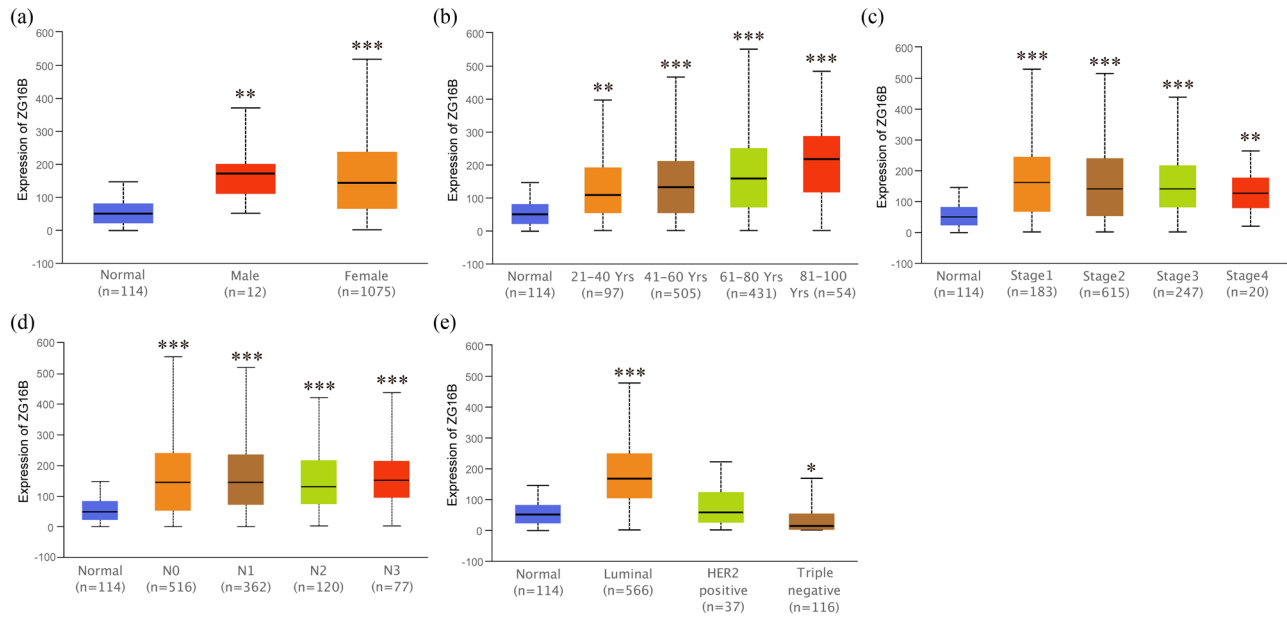 (a)
600
500
400
300
200
100
0
-100
Expression of ZG16B
**
***
Normal
(n=114)
Male
(n=12)
Female
(n=1075)
(b)
600
500
400
300
200
100
0
-100
Expression of ZG16B
**
***
***
***
Normal
(n=114)
21-40 Yrs
(n=97)
41-60 Yrs
(n=505)
61-80 Yrs
(n=431)
81-100
Yrs (n=54)
(c)
600
500
400
300
200
100
0
-100
Expression of ZG16B
***
***
***
**
Normal
(n=114)
Stage1
(n=183)
Stage2
(n=615)
Stage3
(n=247)
Stage4
(n=20)
(d)
600
500
400
300
200
100
0
-100
Expression of ZG16B
***
***
***
***
Normal
(n=114)
N0
(n=516)
N1
(n=362)
N2
(n=120)
N3
(n=77)
(e)
600
500
400
300
200
100
0
-100
Expression of ZG16B
***
*
Normal
(n=114)
Luminal
(n=566)
HER2
positive
(n=37)
Triple
negative
(n=116)